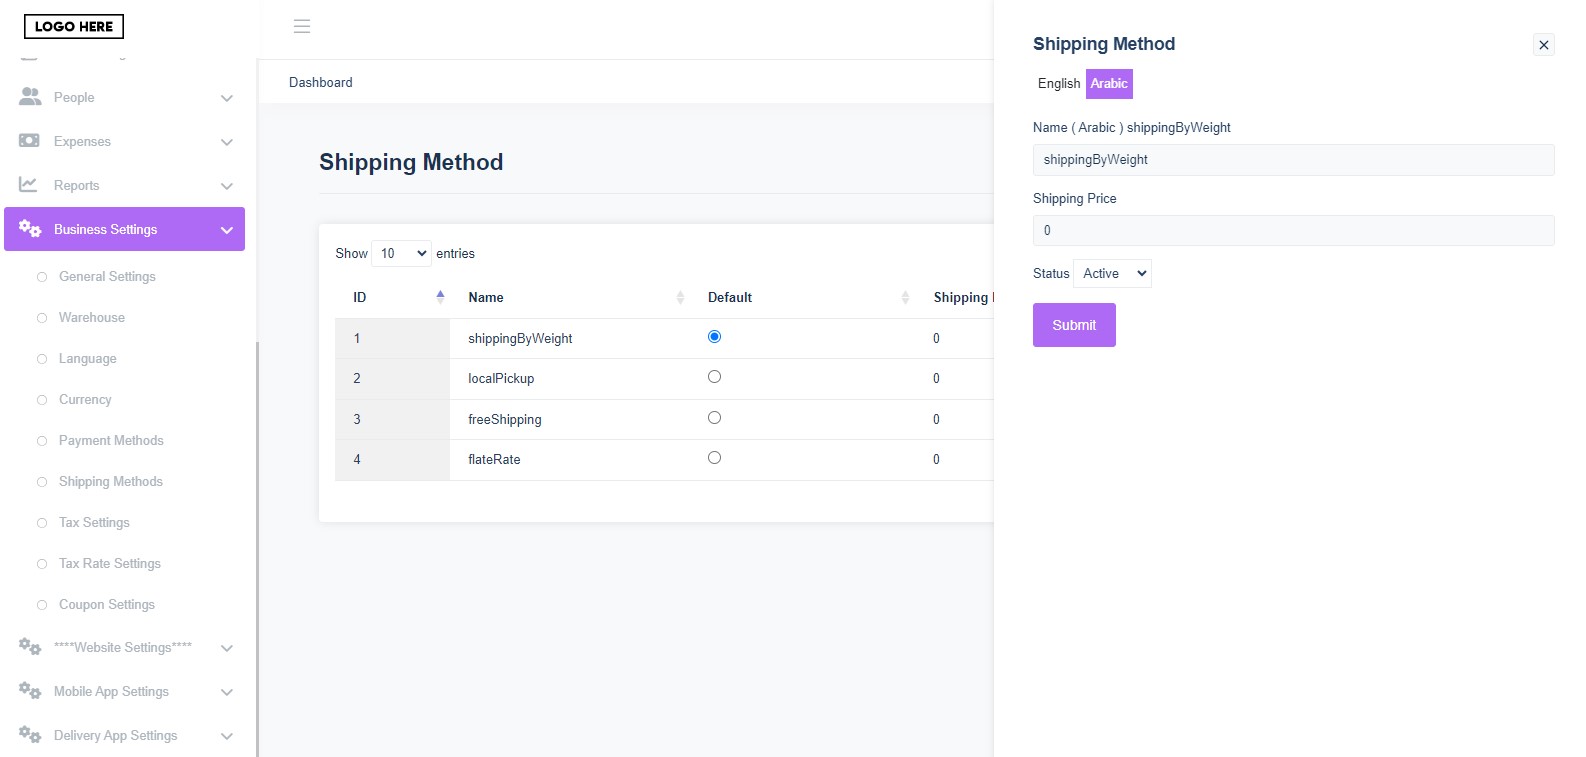 LOGO HERE
People
Expenses
Reports
Business Settings
General Settings
Warehouse
Language
Currency
Payment Methods
Shipping Methods
Tax Settings
Tax Rate Settings
Coupon Settings
****Website Settings****
Mobile App Settings
Delivery App Settings
Dashboard
Shipping Method
Show 10 entries
ID Name Default Shipping
1 shippingByWeight 0
2 localPickup 0
3 freeShipping 0
4 flateRate 0
Shipping Method
English Arabic
Name ( Arabic ) shippingByWeight
shippingByWeight
Shipping Price
0
Status Active
Submit